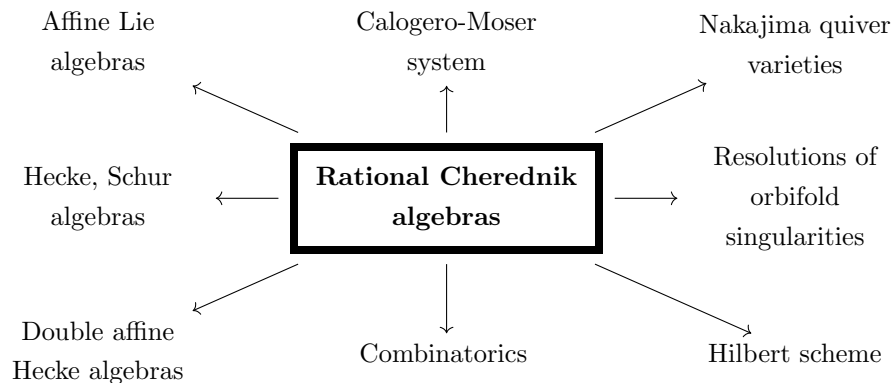 Affine Lie
algebras
Calogero-Moser
system
Nakajima quiver
varieties
Hecke, Schur
algebras
Rational Cherednik
algebras
Resolutions of
orbifold
singularities
Double affine
Hecke algebras
Combinatorics
Hilbert scheme